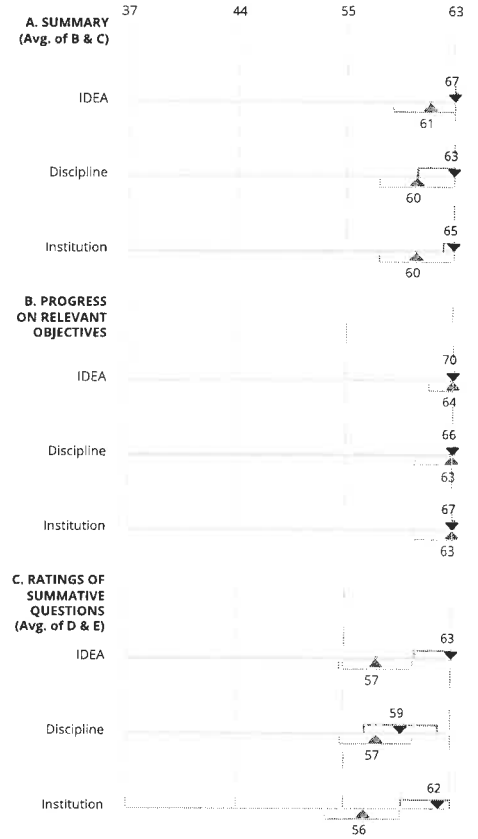 37 44 55 63
A. SUMMARY
(Avg. of B & C)
67
IDEA
61
63
Discipline
60
65
Institution
60
B. PROGRESS
ON RELEVANT
OBJECTIVES
70
IDEA
64
66
Discipline
63
67
Institution
63
C. RATINGS OF
SUMMATIVE
QUESTIONS
(Avg. of D & E)
63
IDEA
57
59
Discipline
57
62
Institution
56